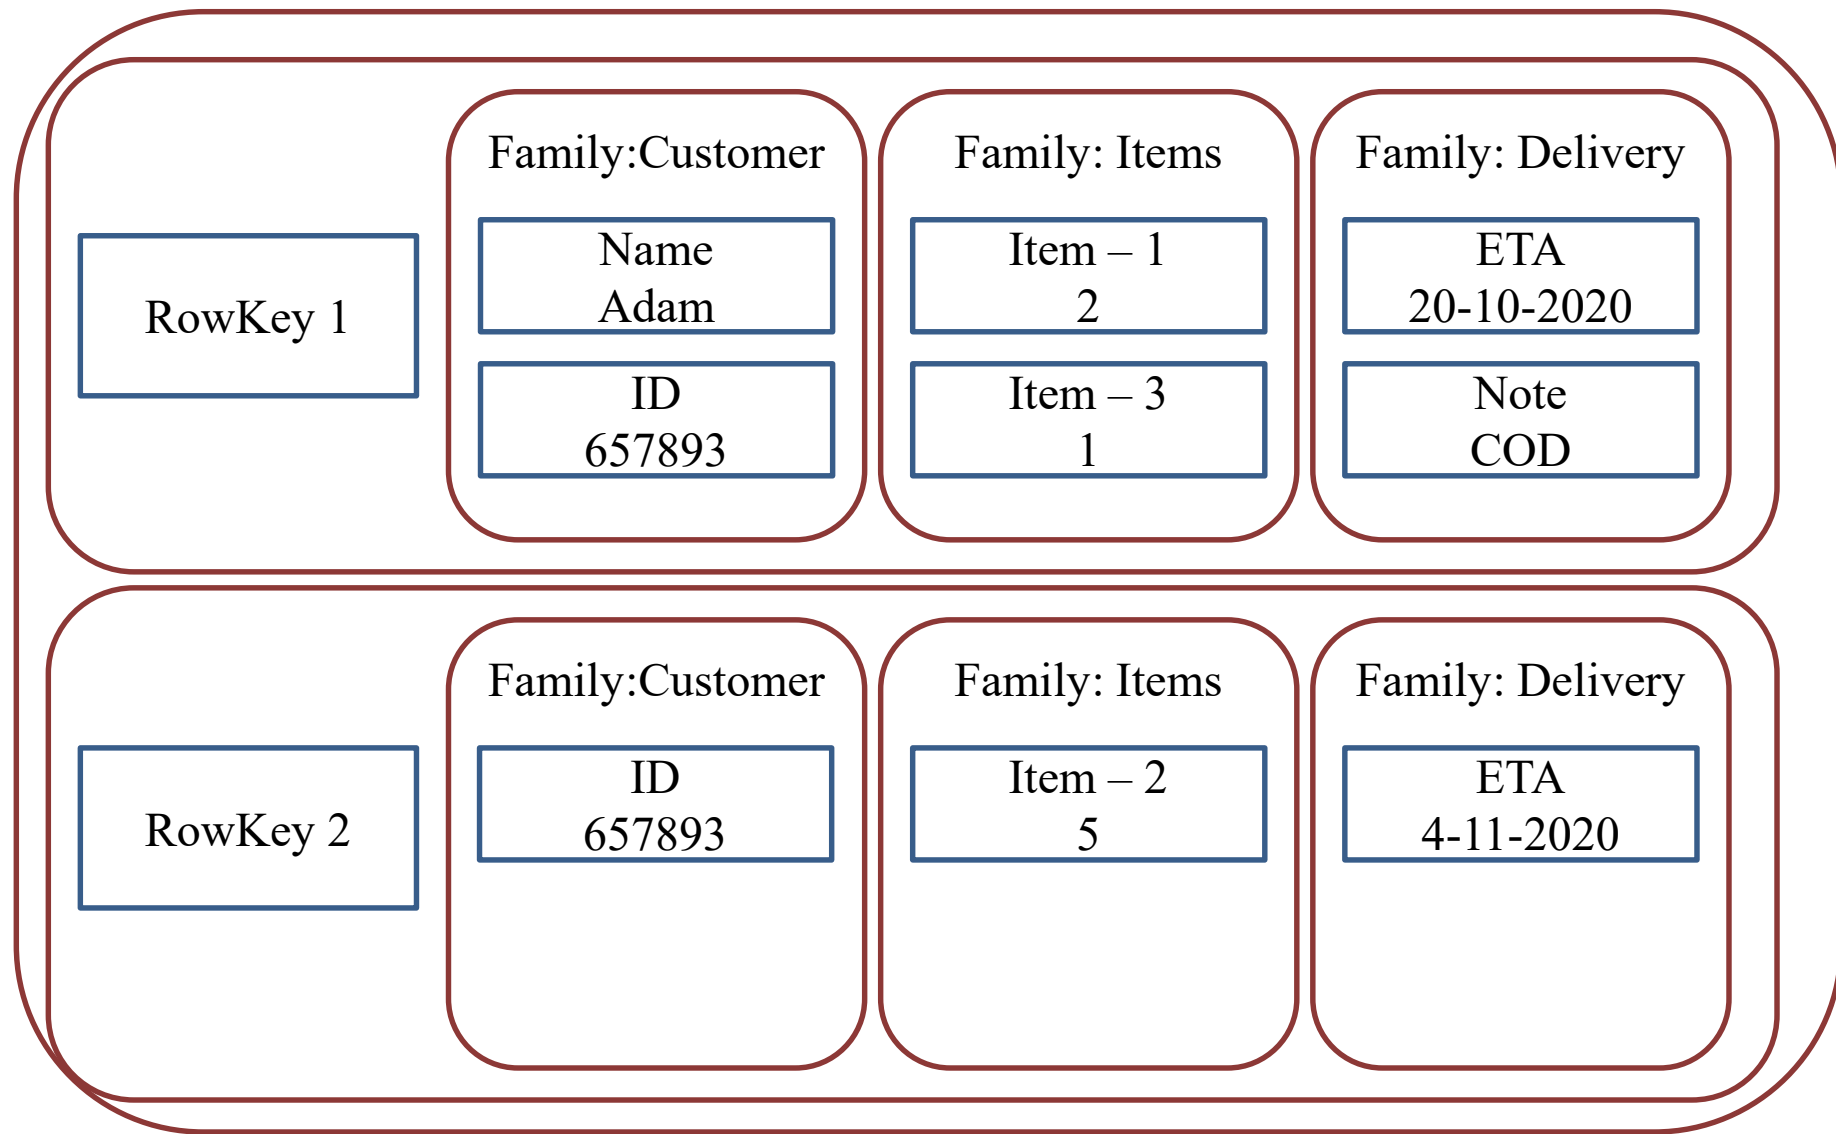 RowKey 1
Family:Customer
Name
Adam
ID
657893
Family: Items
Item – 1
2
Item – 3
1
Family: Delivery
ETA
20-10-2020
Note
COD
RowKey 2
Family:Customer
ID
657893
Family: Items
Item – 2
5
Family: Delivery
ETA
4-11-2020